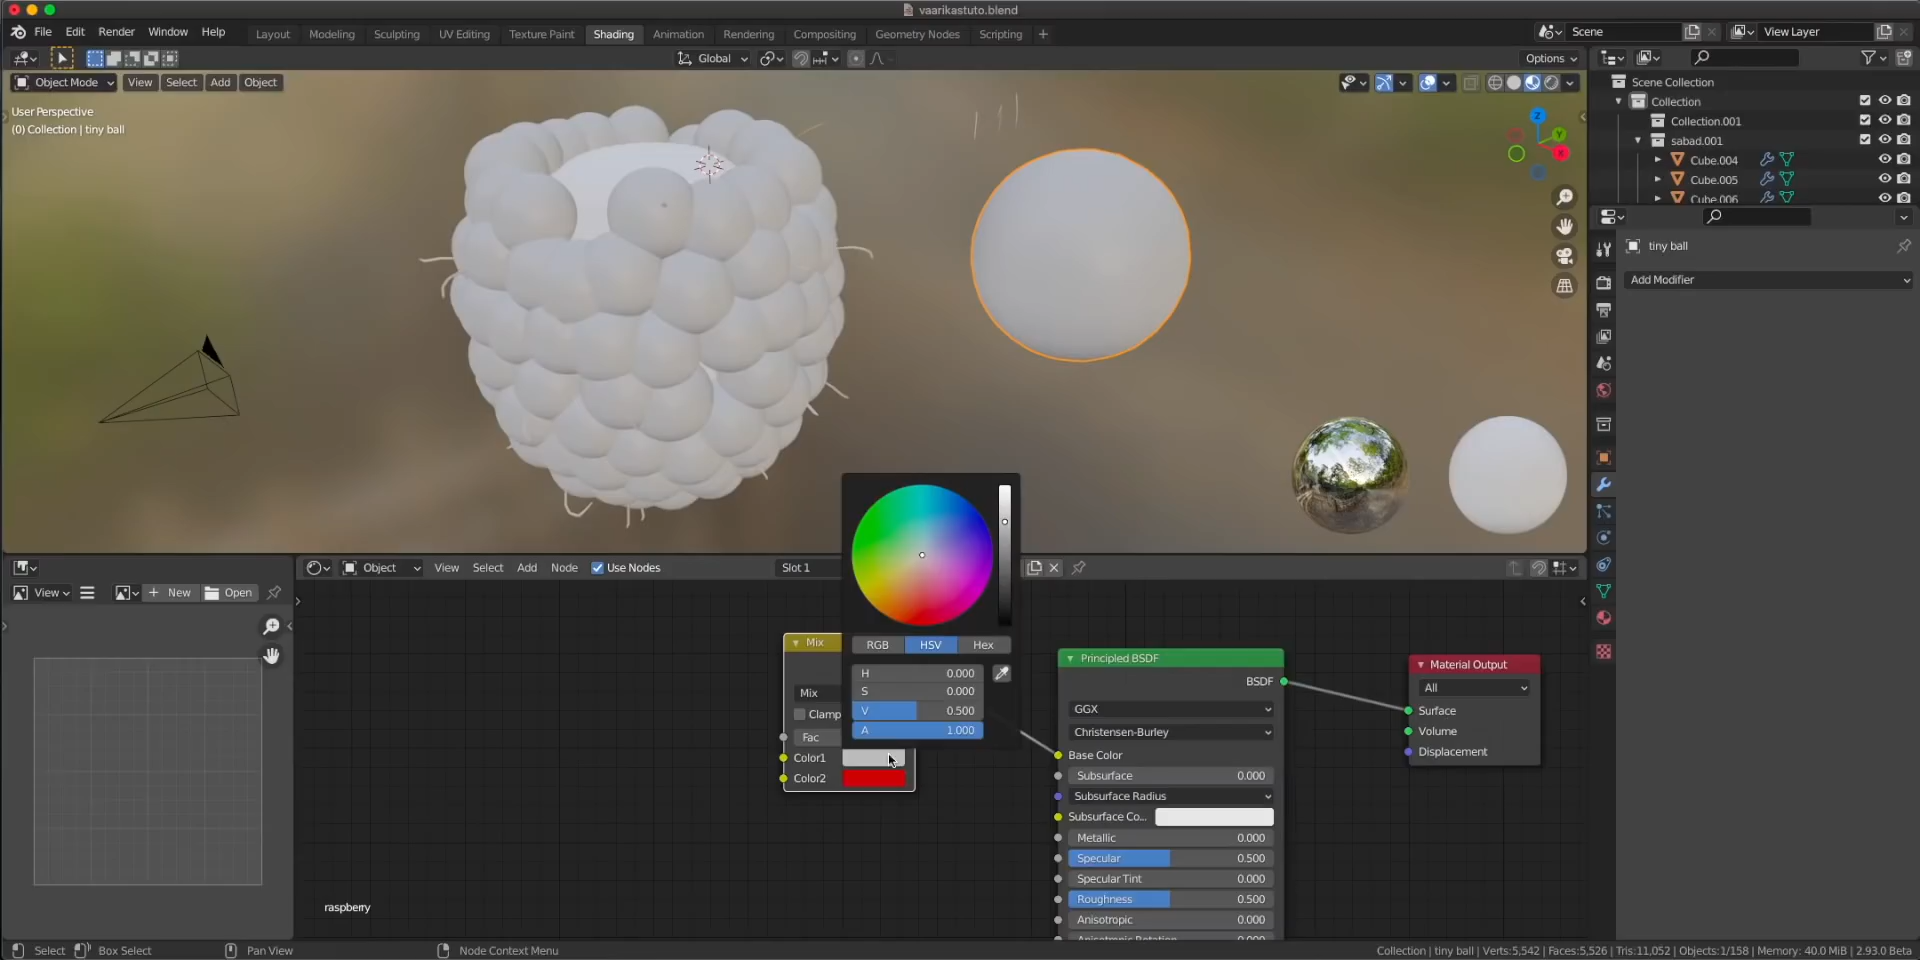 vaarikastuto.blend
File Edit Render Window Help
Layout Modeling Sculpting UV Editing Texture Paint Shading Animation Rendering Compositing Geometry Nodes Scripting +
Scene View Layer
Global Options
Object Mode View Select Add Object
User Perspective
(0) Collection | tiny ball
Z
Y
X
Scene Collection
Collection
Collection.001
sabad.001
Cube.004
Cube.005
Cube.006
tiny ball
Add Modifier
View + New Open
Object View Select Add Node Use Nodes Slot 1
RGB HSV Hex
H 0.000
S 0.000
V 0.500
A 1.000
Mix
Mix
Clamp
Fac
Color1
Color2
Principled BSDF
BSDF
GGX
Christensen-Burley
Base Color
Subsurface 0.000
Subsurface Radius
Subsurface Co...
Metallic 0.000
Specular 0.500
Specular Tint 0.000
Roughness 0.500
Anisotropic 0.000
Anisotropic Rotation 0.000
Material Output
All
Surface
Volume
Displacement
raspberry
Select Box Select Pan View Node Context Menu
Collection | tiny ball | Verts:5,542 | Faces:5,526 | Tris:11,052 | Objects:1/158 | Memory: 40.0 MiB | 2.93.0 Beta